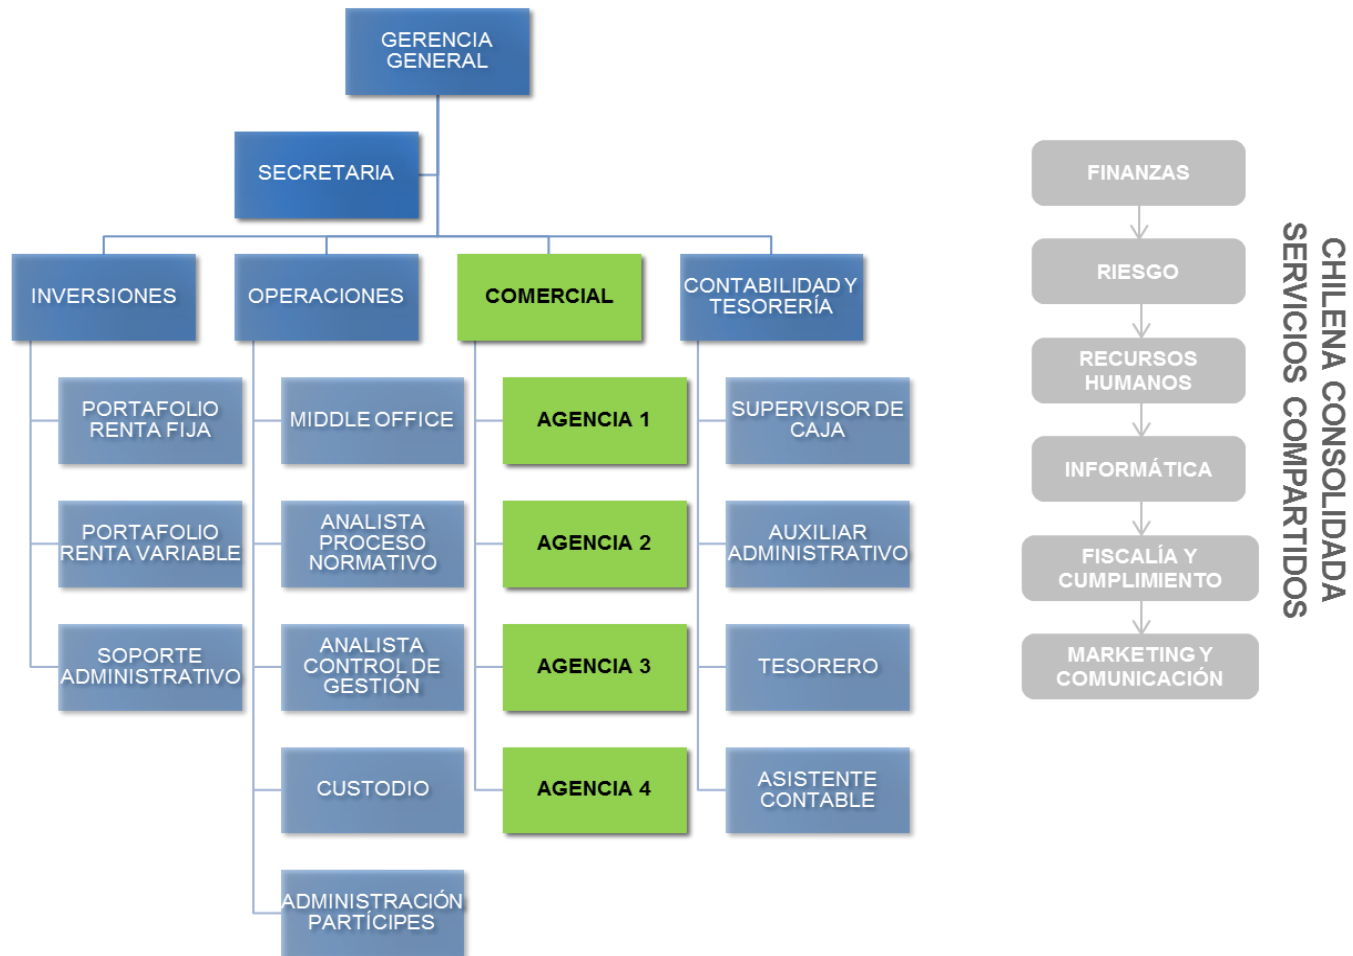 GERENCIA
GENERAL
SECRETARIA
INVERSIONES
OPERACIONES
COMERCIAL
CONTABILIDAD Y
TESORERÍA
PORTAFOLIO
RENTA FIJA
MIDDLE OFFICE
AGENCIA 1
SUPERVISOR DE
CAJA
PORTAFOLIO
RENTA VARIABLE
ANALISTA
PROCESO
NORMATIVO
AGENCIA 2
AUXILIAR
ADMINISTRATIVO
SOPORTE
ADMINISTRATIVO
ANALISTA
CONTROL DE
GESTIÓN
AGENCIA 3
TESORERO
CUSTODIO
AGENCIA 4
ASISTENTE
CONTABLE
ADMINISTRACIÓN
PARTÍCIPES
FINANZAS
RIESGO
RECURSOS
HUMANOS
INFORMÁTICA
FISCALÍA Y
CUMPLIMIENTO
MARKETING Y
COMUNICACIÓN
CHILENA CONSOLIDADA
SERVICIOS COMPARTIDOS